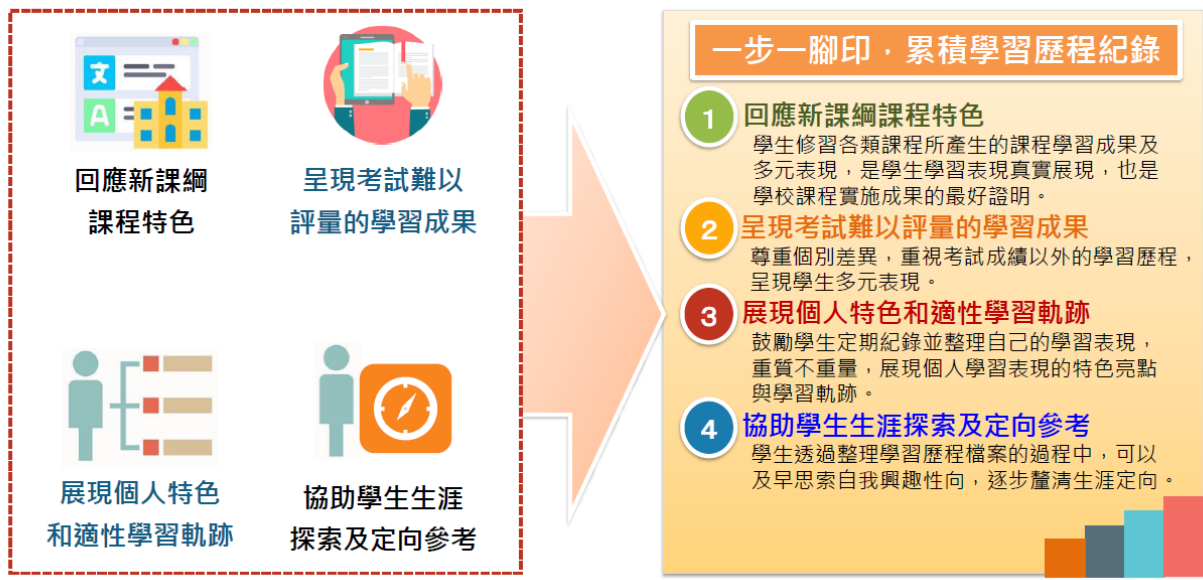 文
A
回應新課綱
課程特色
呈現考試難以
評量的學習成果
展現個人特色
和適性學習軌跡
協助學生生涯
探索及定向參考
一步一腳印，累積學習歷程紀錄
1 回應新課綱課程特色
學生修習各類課程所產生的課程學習成果及
多元表現，是學生學習表現真實展現，也是
學校課程實施成果的最好證明。
2 呈現考試難以評量的學習成果
尊重個別差異，重視考試成績以外的學習歷程，
呈現學生多元表現。
3 展現個人特色和適性學習軌跡
鼓勵學生定期紀錄並整理自己的學習表現，
重質不重量，展現個人學習表現的特色亮點
與學習軌跡。
4 協助學生生涯探索及定向參考
學生透過整理學習歷程檔案的過程中，可以
及早思索自我興趣性向，逐步釐清生涯定向。